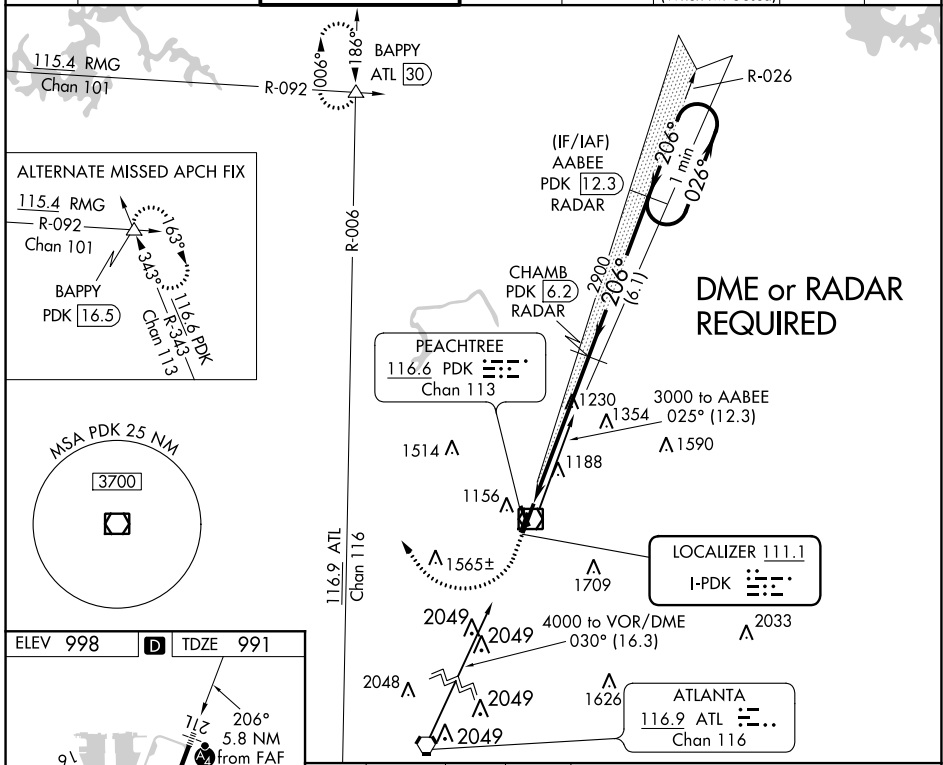 115.4 RMG
Chan 101
R-092
006°
186°
BAPPY
ATL 30
R-026
(IF/IAF)
AABEE
PDK 12.3
RADAR
206°
1 min
026°
ALTERNATE MISSED APCH FIX
115.4 RMG
R-092
Chan 101
163°
343°
BAPPY
PDK 16.5
116.6 PDK
R-343
Chan 113
R-006
CHAMB
PDK 6.2
RADAR
2900
206°
(6.1)
DME or RADAR
REQUIRED
PEACHTREE
116.6 PDK
Chan 113
1230
1354
3000 to AABEE
025° (12.3)
1590
1514
1188
MSA PDK 25 NM
3700
1156
116.9 ATL
Chan 116
1565±
1709
LOCALIZER 111.1
I-PDK
2049
2049
4000 to VOR/DME
030° (16.3)
2033
2048
2049
1626
2049
ATLANTA
116.9 ATL
Chan 116
ELEV 998
D
TDZE 991
21L
206°
5.8 NM
from FAF
A4